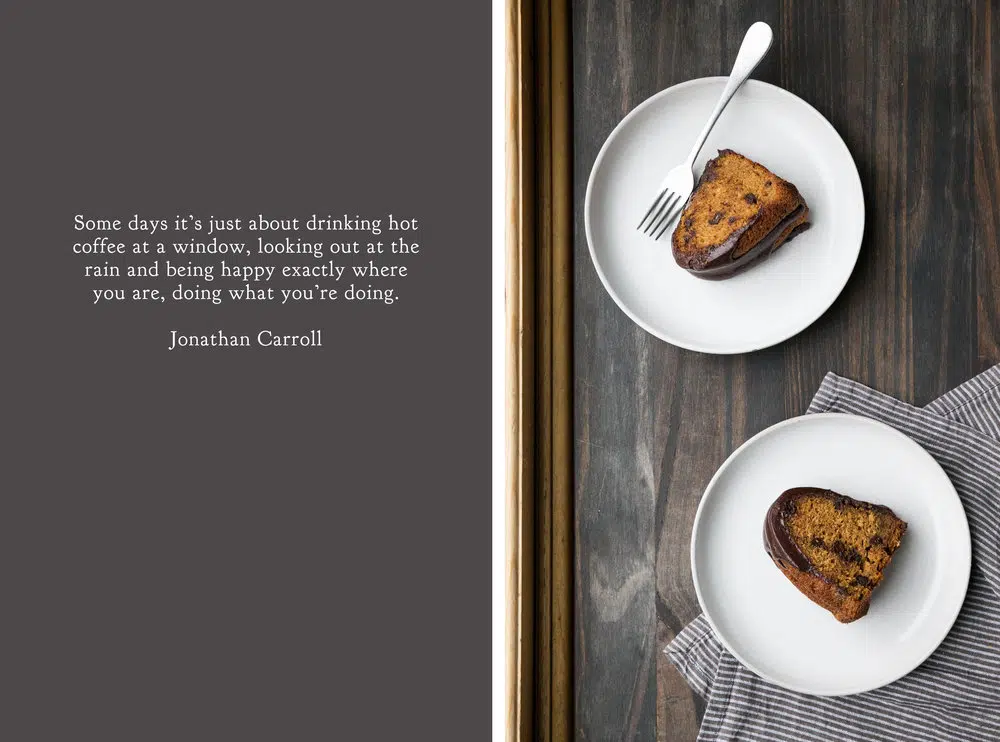 Some days it’s just about drinking hot
coffee at a window, looking out at the
rain and being happy exactly where
you are, doing what you’re doing.
Jonathan Carroll